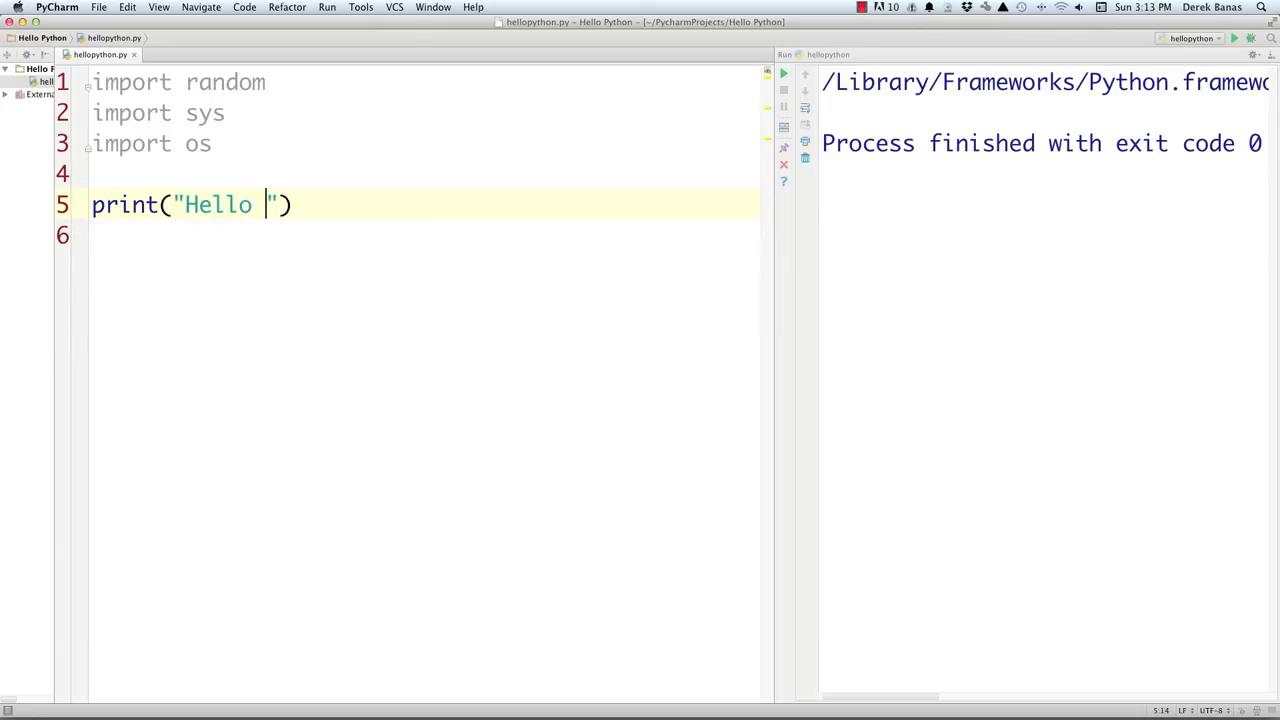 PyCharm File Edit View Navigate Code Refactor Run Tools VCS Window Help 10 Sun 3:13 PM Derek Banas
hellopython.py – Hello Python – [~/PycharmProjects/Hello Python]
Hello Python hellopython.py hellopython
hellopython.py Run hellopython
Hello P
hell
Externa
1 import random
2 import sys
3 import os
4
5 print("Hello ")
6
/Library/Frameworks/Python.framewo
Process finished with exit code 0
5:14 LF UTF-8